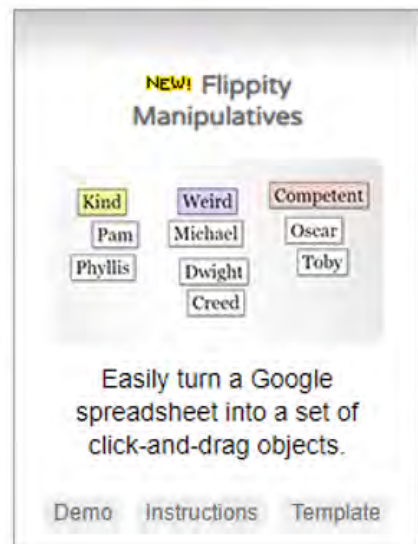 NEW! Flippity
Manipulatives
Kind Weird Competent
Pam Michael Oscar
Phyllis Dwight Toby
Creed
Easily turn a Google
spreadsheet into a set of
click-and-drag objects.
Demo Instructions Template